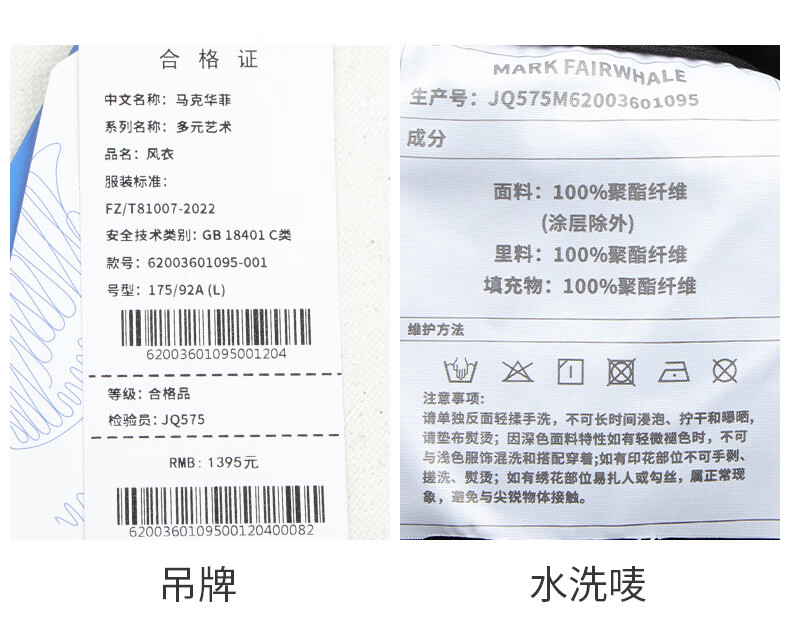 合格证
中文名称：马克华菲
系列名称：多元艺术
品名：风衣
服装标准：
FZ/T81007-2022
安全技术类别：GB 18401 C类
款号：62003601095-001
号型：175/92A (L)
62003601095001204
等级：合格品
检验员：JQ575
RMB: 1395元
6200360109500120400082
MARK FAIRWHALE
生产号：JQ575M62003601095
成分
面料：100%聚酯纤维
(涂层除外)
里料：100%聚酯纤维
填充物：100%聚酯纤维
维护方法
注意事项：
请单独反面轻揉手洗，不可长时间浸泡、拧干和曝晒，
请垫布熨烫；因深色面料特性如有轻微褪色时，不可
与浅色服饰混洗和搭配穿着;如有印花部位不可手剥、
搓洗、熨烫；如有绣花部位易扎人或勾丝，属正常现
象，避免与尖锐物体接触。
吊牌
水洗唛